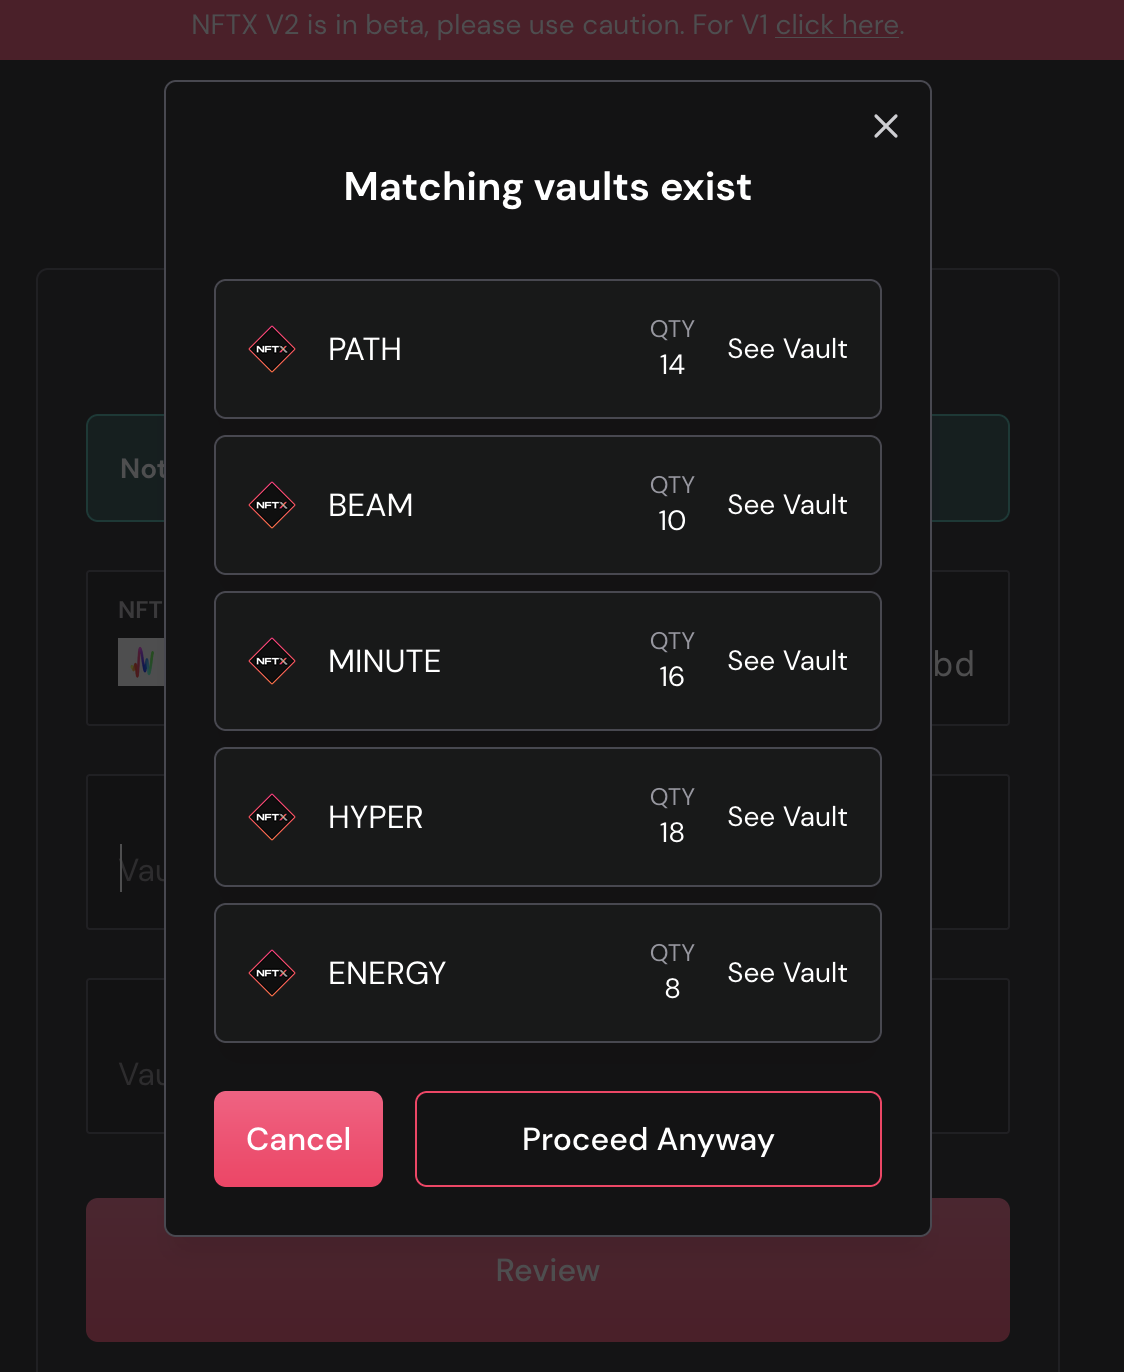 NFTX V2 is in beta, please use caution. For V1 click here.
Matching vaults exist
NFTX
PATH
QTY
14
See Vault
NFTX
BEAM
QTY
10
See Vault
NFTX
MINUTE
QTY
16
See Vault
NFTX
HYPER
QTY
18
See Vault
NFTX
ENERGY
QTY
8
See Vault
Cancel
Proceed Anyway
Not
NFT
bd
Vau
Vau
Review